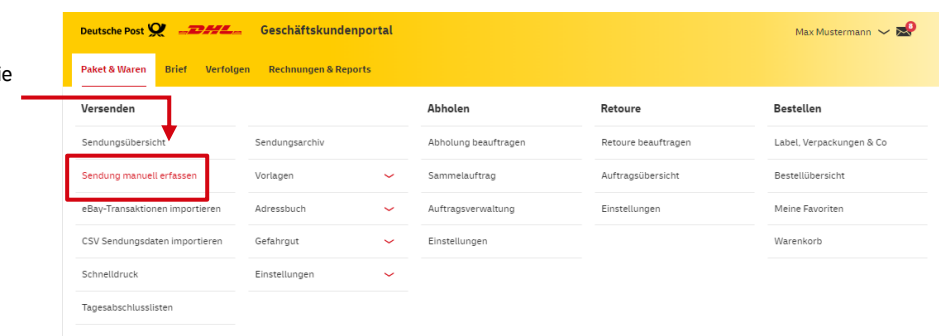 Deutsche Post DHL Geschäftskundenportal Max Mustermann 8
ie
Paket & Waren Brief Verfolgen Rechnungen & Reports
Versenden Abholen Retoure Bestellen
Sendungsübersicht Sendungsarchiv Abholung beauftragen Retoure beauftragen Label, Verpackungen & Co
Sendung manuell erfassen Vorlagen Sammelauftrag Auftragsübersicht Bestellübersicht
eBay-Transaktionen importieren Adressbuch Auftragsverwaltung Einstellungen Meine Favoriten
CSV Sendungsdaten importieren Gefahrgut Einstellungen Warenkorb
Schnelldruck Einstellungen
Tagesabschlusslisten